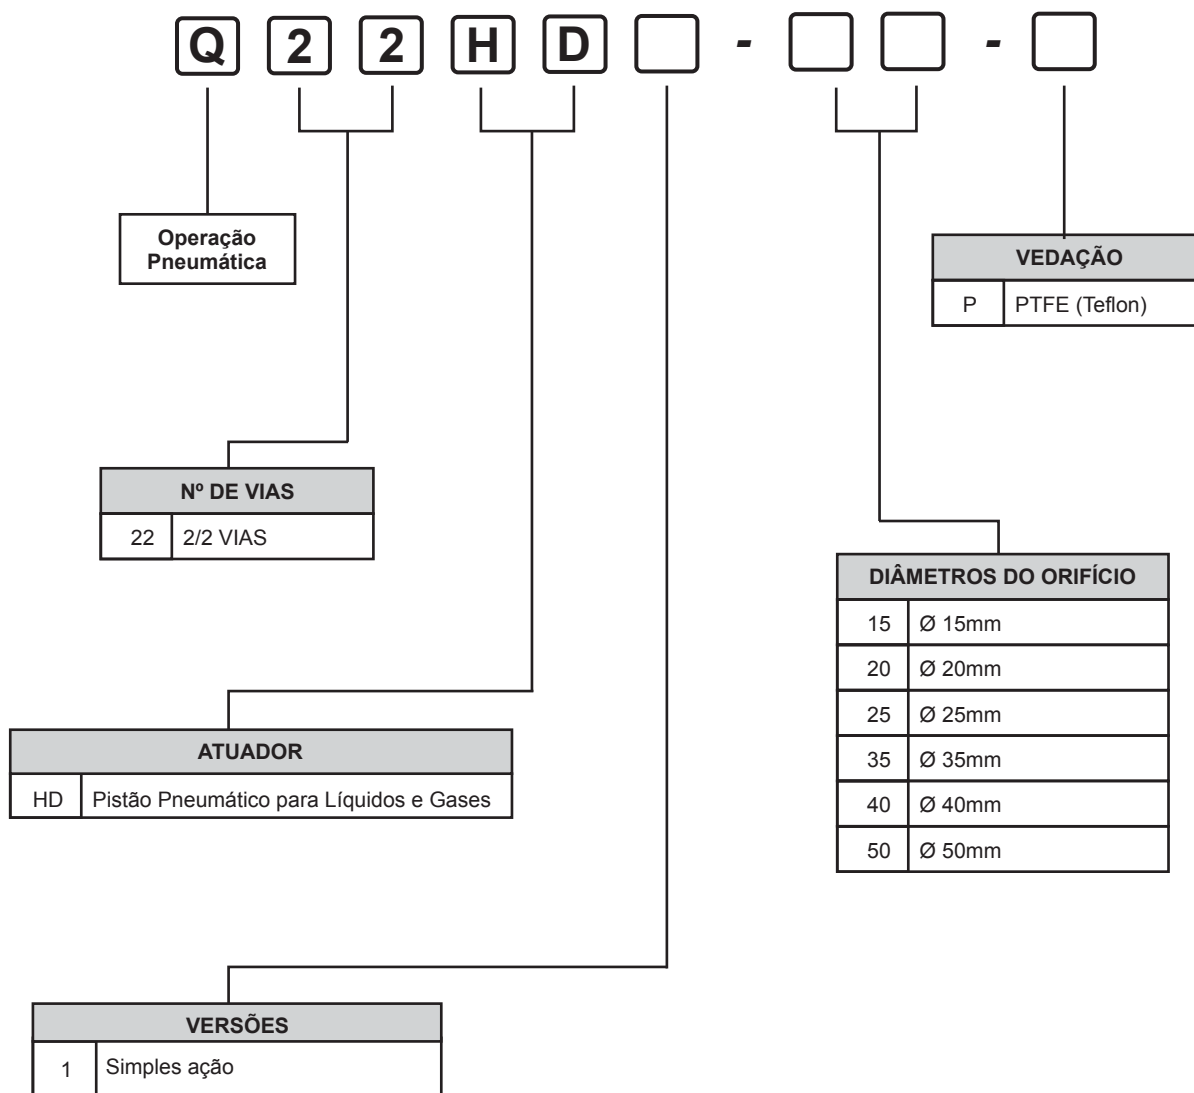 Q 2 2 H D - -
Operação
Pneumática
VEDAÇÃO
P PTFE (Teflon)
Nº DE VIAS
22 2/2 VIAS
DIÂMETROS DO ORIFÍCIO
15 Ø 15mm
20 Ø 20mm
25 Ø 25mm
35 Ø 35mm
40 Ø 40mm
50 Ø 50mm
ATUADOR
HD Pistão Pneumático para Líquidos e Gases
VERSÕES
1 Simples ação